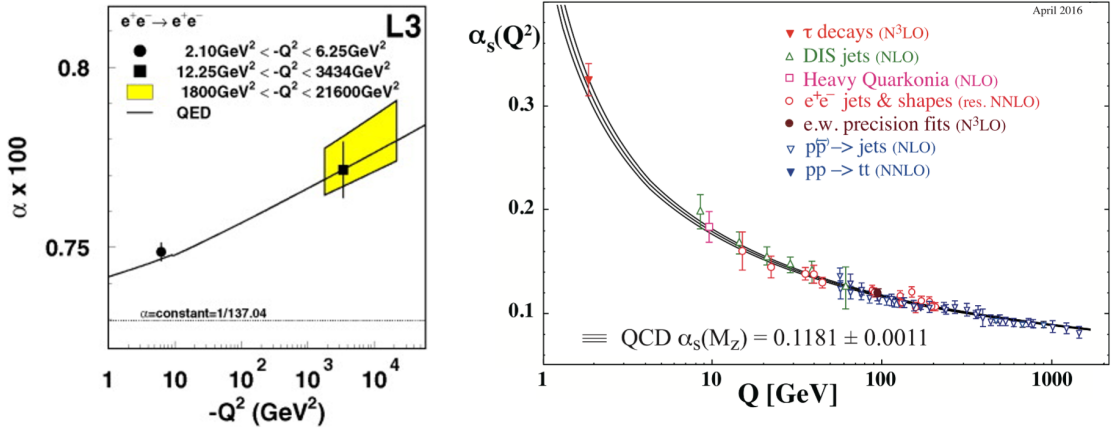 e⁺e⁻→e⁺e⁻
L3
2.10GeV² < -Q² < 6.25GeV²
12.25GeV² < -Q² < 3434GeV²
1800GeV² < -Q² < 21600GeV²
QED
0.8
0.75
α x 100
α=constant=1/137.04
1 10 10² 10³ 10⁴
-Q² (GeV²)
April 2016
αs(Q²)
τ decays (N³LO)
DIS jets (NLO)
Heavy Quarkonia (NLO)
e⁺e⁻ jets & shapes (res. NNLO)
e.w. precision fits (N³LO)
pp(–) –> jets (NLO)
pp –> tt (NNLO)
0.3
0.2
0.1
QCD αs(Mz) = 0.1181 ± 0.0011
1 10 100 1000
Q [GeV]